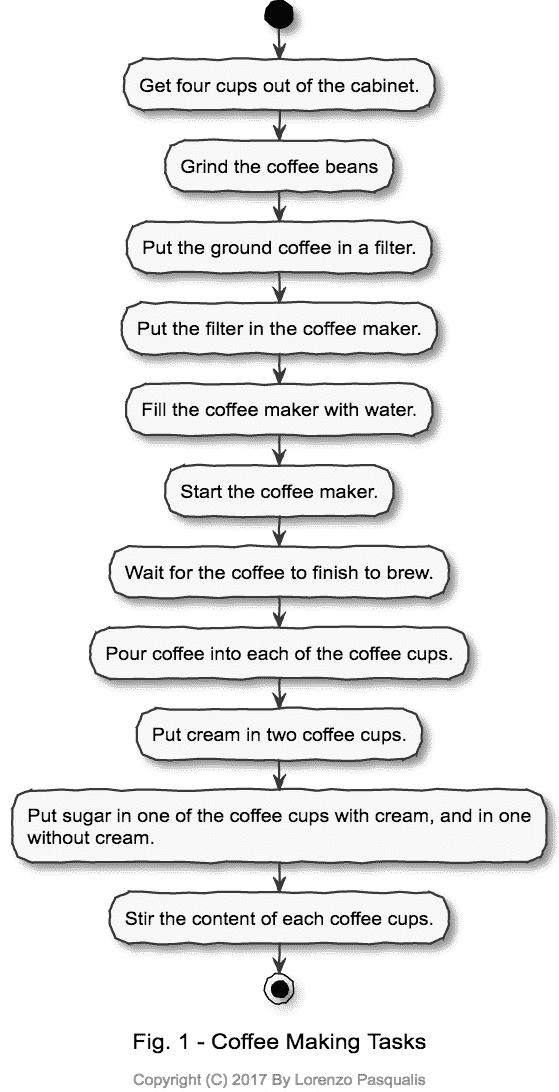 Get four cups out of the cabinet.
Grind the coffee beans
Put the ground coffee in a filter.
Put the filter in the coffee maker.
Fill the coffee maker with water.
Start the coffee maker.
Wait for the coffee to finish to brew.
Pour coffee into each of the coffee cups.
Put cream in two coffee cups.
Put sugar in one of the coffee cups with cream, and in one
without cream.
Stir the content of each coffee cups.
Fig. 1 - Coffee Making Tasks
Copyright (C) 2017 By Lorenzo Pasqualis